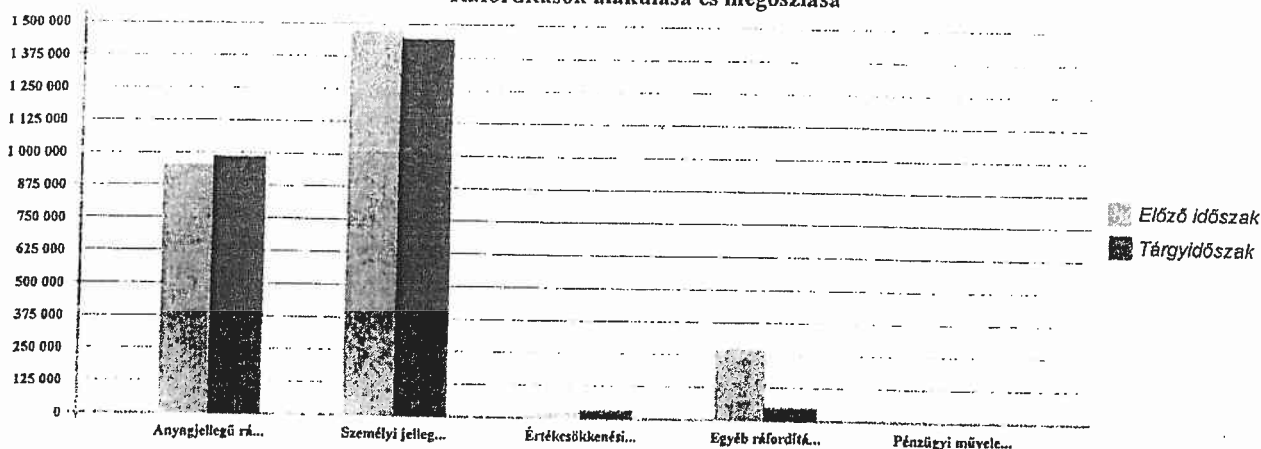 Ráfordítások alakulása és megoszlása
1 500 000
1 375 000
1 250 000
1 125 000
1 000 000
875 000
750 000
625 000
500 000
375 000
250 000
125 000
0
Anyagjellegű rá...
Személyi jelleg...
Értékcsökkenési...
Egyéb ráfordítá...
Pénzügyi művele...
Előző időszak
Tárgyidőszak